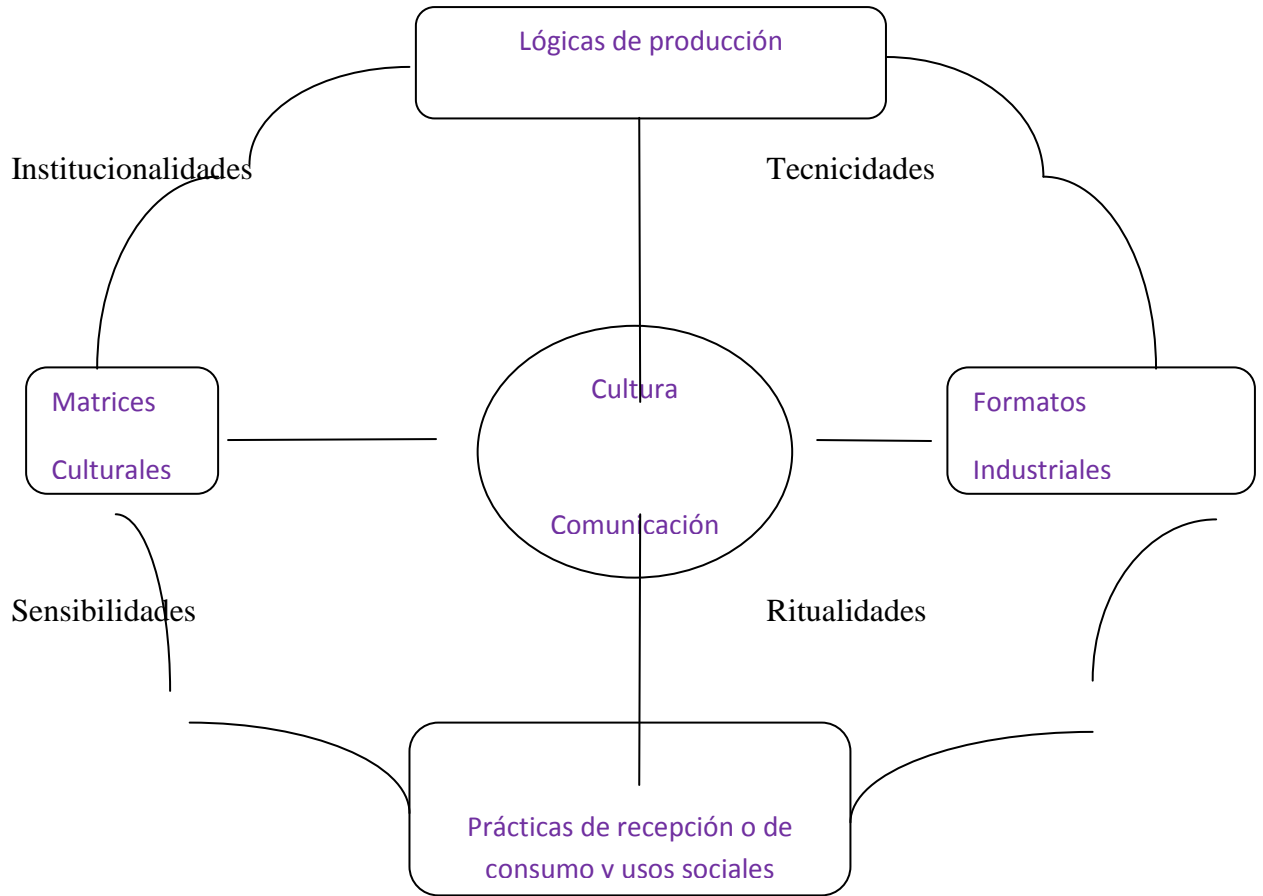 Lógicas de producción
Institucionalidades
Tecnicidades
Matrices
Culturales
Cultura
Comunicación
Formatos
Industriales
Sensibilidades
Ritualidades
Prácticas de recepción o de
consumo y usos sociales